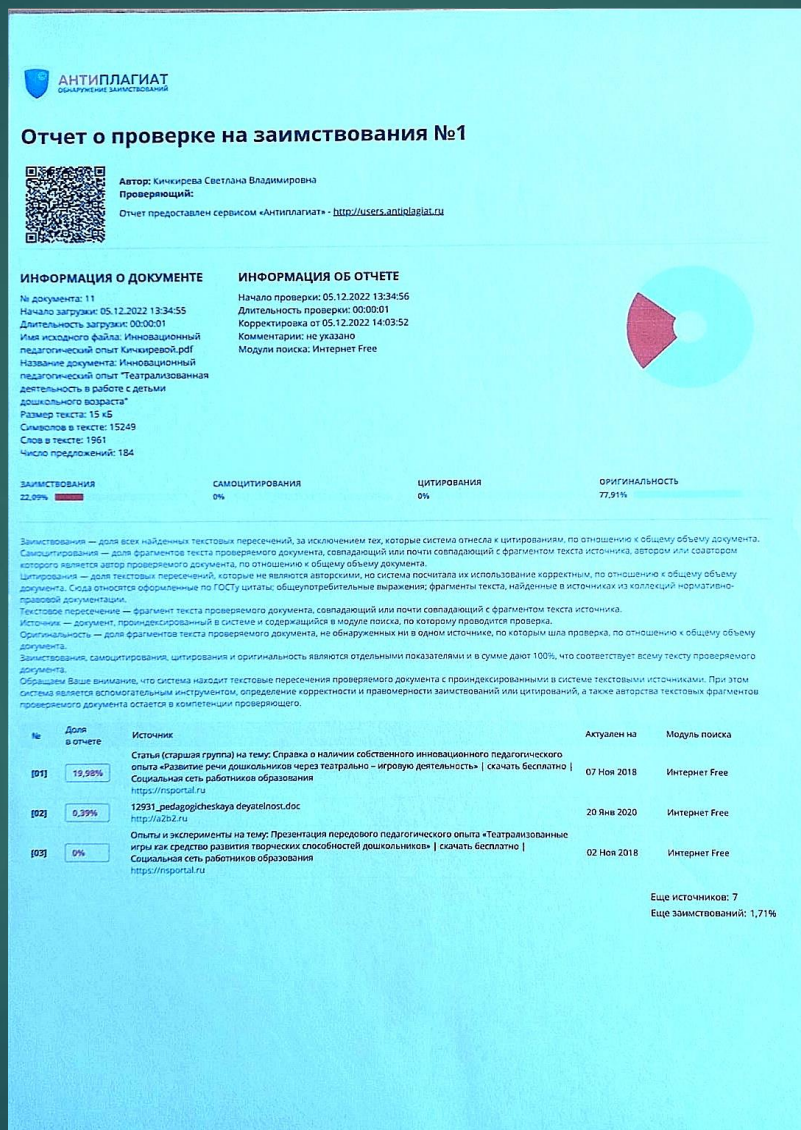 АНТИПЛАГИАТ
ОБНАРУЖЕНИЕ ЗАИМСТВОВАНИЙ
Отчет о проверке на заимствования №1
Автор: Кичкирева Светлана Владимировна
Проверяющий:
Отчет предоставлен сервисом «Антиплагиат» - http://users.antiplagiat.ru
ИНФОРМАЦИЯ О ДОКУМЕНТЕ
№ документа: 11
Начало загрузки: 05.12.2022 13:34:55
Длительность загрузки: 00:00:01
Имя исходного файла: Инновационный
педагогический опыт Кичкиревой.pdf
Название документа: Инновационный
педагогический опыт "Театрализованная
деятельность в работе с детьми
дошкольного возраста"
Размер текста: 15 кБ
Символов в тексте: 15249
Слов в тексте: 1961
Число предложений: 184
ИНФОРМАЦИЯ ОБ ОТЧЕТЕ
Начало проверки: 05.12.2022 13:34:56
Длительность проверки: 00:00:01
Корректировка от 05.12.2022 14:03:52
Комментарии: не указано
Модули поиска: Интернет Free
ЗАИМСТВОВАНИЯ
22,09%
САМОЦИТИРОВАНИЯ
0%
ЦИТИРОВАНИЯ
0%
ОРИГИНАЛЬНОСТЬ
77,91%
Заимствования — доля всех найденных текстовых пересечений, за исключением тех, которые система отнесла к цитированиям, по отношению к общему объему документа.
Самоцитирования — доля фрагментов текста проверяемого документа, совпадающий или почти совпадающий с фрагментом текста источника, автором или соавтором
которого является автор проверяемого документа, по отношению к общему объему документа.
Цитирования — доля текстовых пересечений, которые не являются авторскими, но система посчитала их использование корректным, по отношению к общему объему
документа. Сюда относятся оформленные по ГОСТу цитаты; общеупотребительные выражения; фрагменты текста, найденные в источниках из коллекций нормативно-
правовой документации.
Текстовое пересечение — фрагмент текста проверяемого документа, совпадающий или почти совпадающий с фрагментом текста источника.
Источник — документ, проиндексированный в системе и содержащийся в модуле поиска, по которому проводится проверка.
Оригинальность — доля фрагментов текста проверяемого документа, не обнаруженных ни в одном источнике, по которым шла проверка, по отношению к общему объему
документа.
Заимствования, самоцитирования, цитирования и оригинальность являются отдельными показателями и в сумме дают 100%, что соответствует всему тексту проверяемого
документа.
Обращаем Ваше внимание, что система находит текстовые пересечения проверяемого документа с проиндексированными в системе текстовыми источниками. При этом
система является вспомогательным инструментом, определение корректности и правомерности заимствований или цитирований, а также авторства текстовых фрагментов
проверяемого документа остается в компетенции проверяющего.
№ Доля в отчете Источник Актуален на Модуль поиска
[01] 19,98% Статья (старшая группа) на тему: Справка о наличии собственного инновационного педагогического
опыта «Развитие речи дошкольников через театрально – игровую деятельность» | скачать бесплатно |
Социальная сеть работников образования
https://nsportal.ru
07 Ноя 2018 Интернет Free
[02] 0,39% 12931_pedagogicheskaya deyatelnost.doc
http://a2b2.ru
20 Янв 2020 Интернет Free
[03] 0% Опыты и эксперименты на тему: Презентация передового педагогического опыта «Театрализованные
игры как средство развития творческих способностей дошкольников» | скачать бесплатно |
Социальная сеть работников образования
https://nsportal.ru
02 Ноя 2018 Интернет Free
Еще источников: 7
Еще заимствований: 1,71%